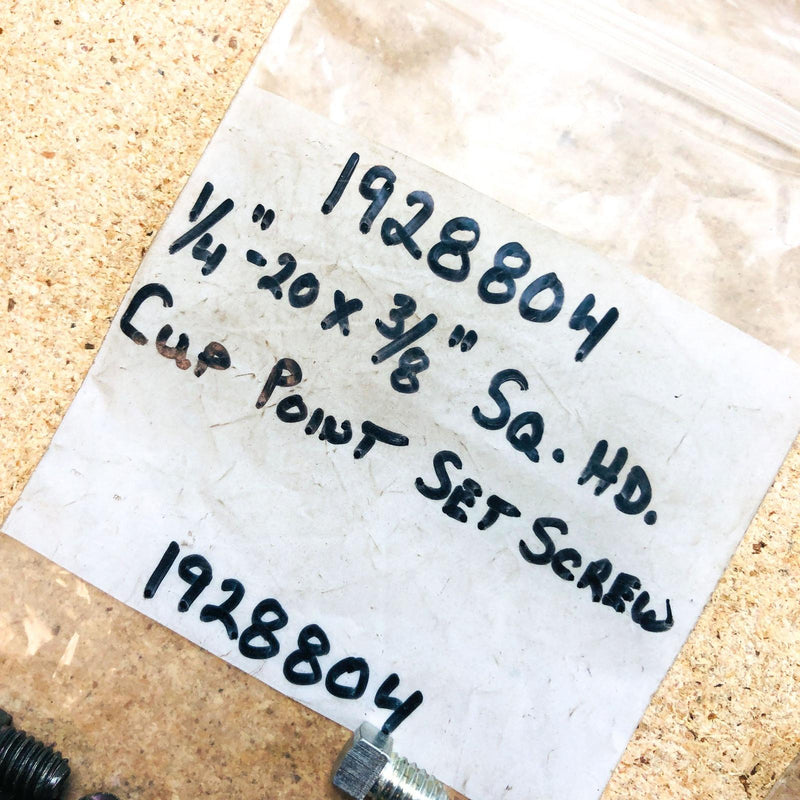 1928804
1/4"-20 x 3/8" SQ. HD.
CUP POINT SET SCREW
1928804